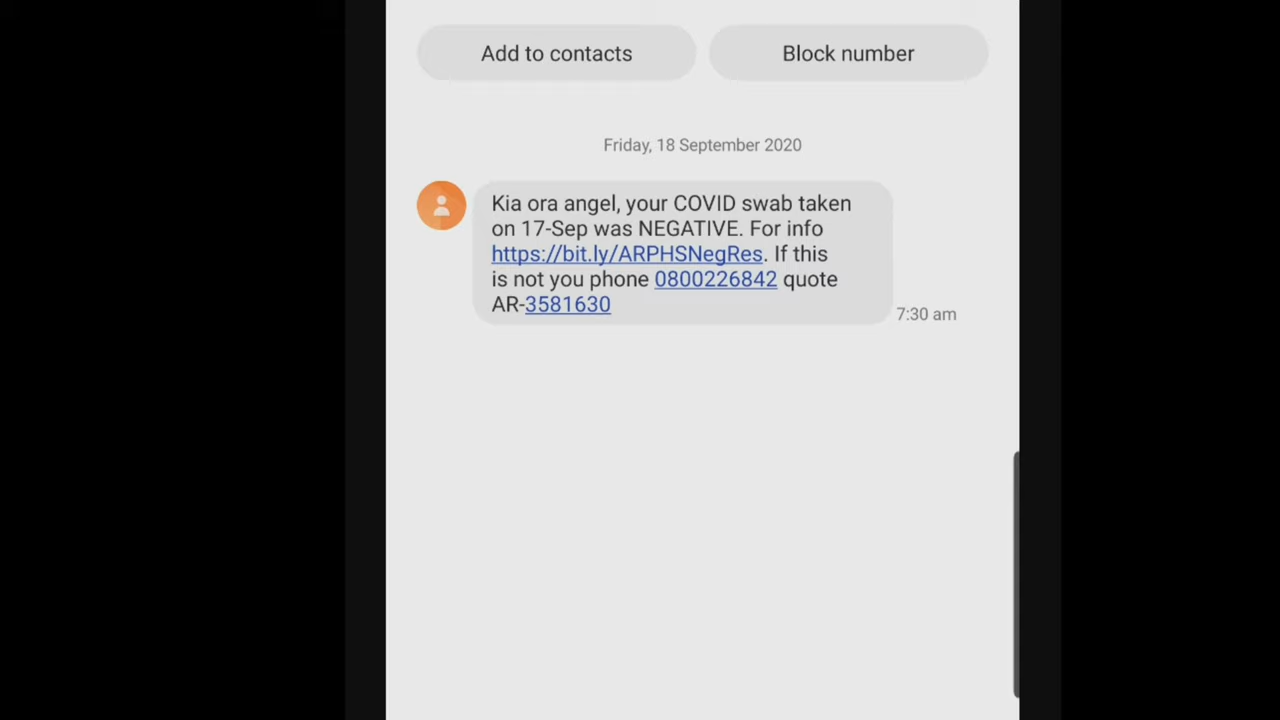 Add to contacts
Block number
Friday, 18 September 2020
Kia ora angel, your COVID swab taken
on 17-Sep was NEGATIVE. For info
https://bit.ly/ARPHSNegRes. If this
is not you phone 0800226842 quote
AR-3581630
7:30 am